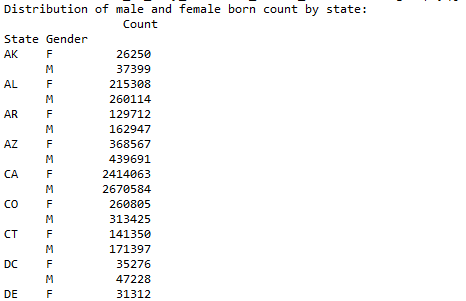 Distribution of male and female born count by state:
Count
State Gender
AK F 26250
M 37399
AL F 215308
M 260114
AR F 129712
M 162947
AZ F 368567
M 439691
CA F 2414063
M 2670584
CO F 260805
M 313425
CT F 141350
M 171397
DC F 35276
M 47228
DE F 31312